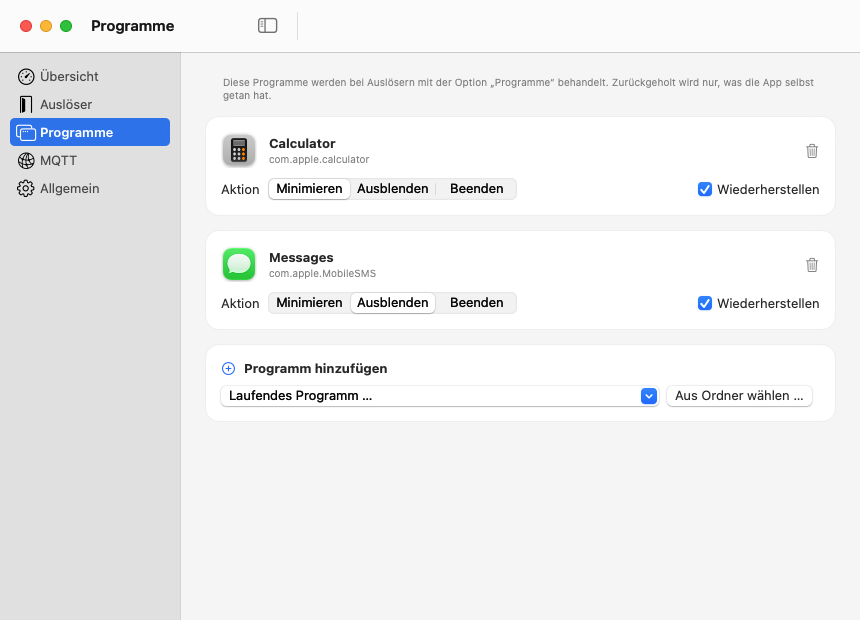 Programme
Übersicht
Auslöser
Programme
MQTT
Allgemein
Diese Programme werden bei Auslösern mit der Option „Programme“ behandelt. Zurückgeholt wird nur, was die App selbst
getan hat.
Calculator
com.apple.calculator
Aktion Minimieren Ausblenden Beenden Wiederherstellen
Messages
com.apple.MobileSMS
Aktion Minimieren Ausblenden Beenden Wiederherstellen
Programm hinzufügen
Laufendes Programm ... Aus Ordner wählen ...